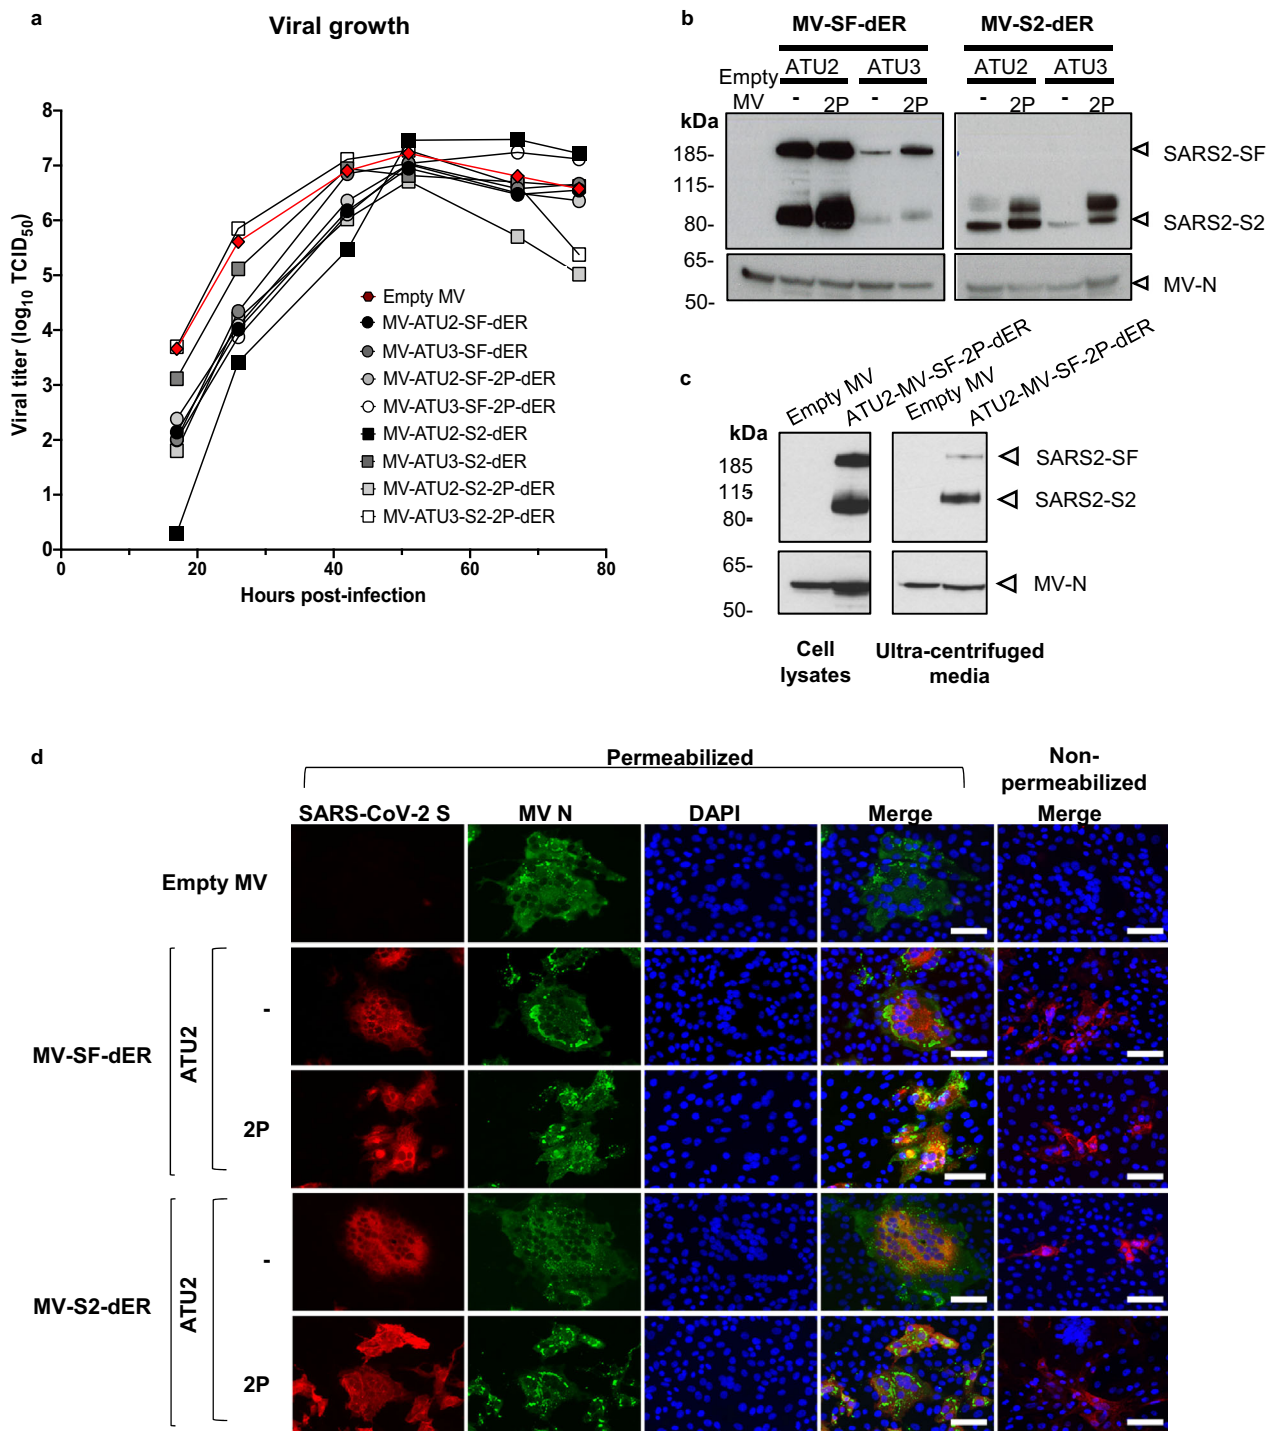 a
Viral growth
Viral titer (log10 TCID50)
8
7
6
5
4
3
2
1
0
0
20
40
60
80
Hours post-infection
Empty MV
MV-ATU2-SF-dER
MV-ATU3-SF-dER
MV-ATU2-SF-2P-dER
MV-ATU3-SF-2P-dER
MV-ATU2-S2-dER
MV-ATU3-S2-dER
MV-ATU2-S2-2P-dER
MV-ATU3-S2-2P-dER
b
MV-SF-dER
MV-S2-dER
Empty
MV
ATU2
ATU3
ATU2
ATU3
-
2P
-
2P
-
2P
-
2P
kDa
185-
115-
80-
65-
50-
SARS2-SF
SARS2-S2
MV-N
c
Empty MV
ATU2-MV-SF-2P-dER
Empty MV
ATU2-MV-SF-2P-dER
kDa
185
115-
80-
65-
50-
SARS2-SF
SARS2-S2
MV-N
Cell
lysates
Ultra-centrifuged
media
d
Permeabilized
Non-
permeabilized
SARS-CoV-2 S
MV N
DAPI
Merge
Merge
Empty MV
MV-SF-dER
ATU2
-
2P
MV-S2-dER
ATU2
-
2P